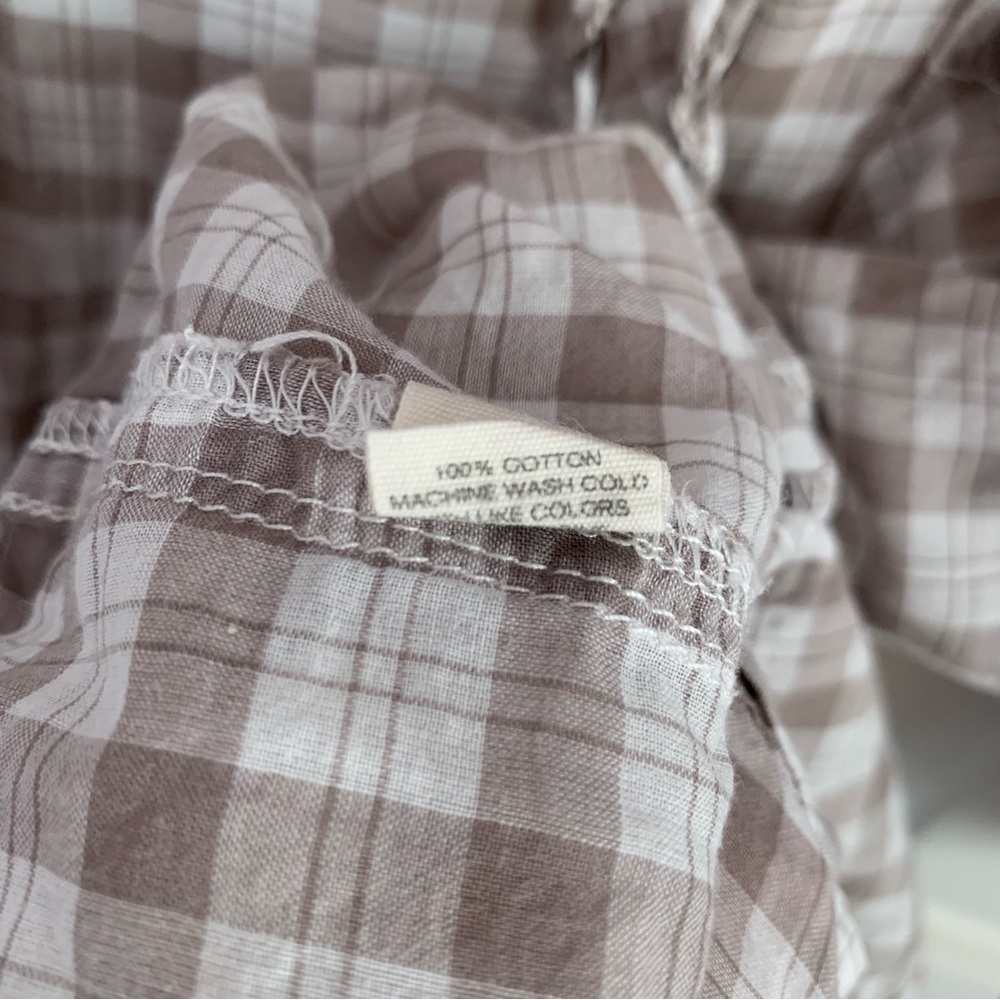 100% COTTON
MACHINE WASH COLD
LIKE COLORS